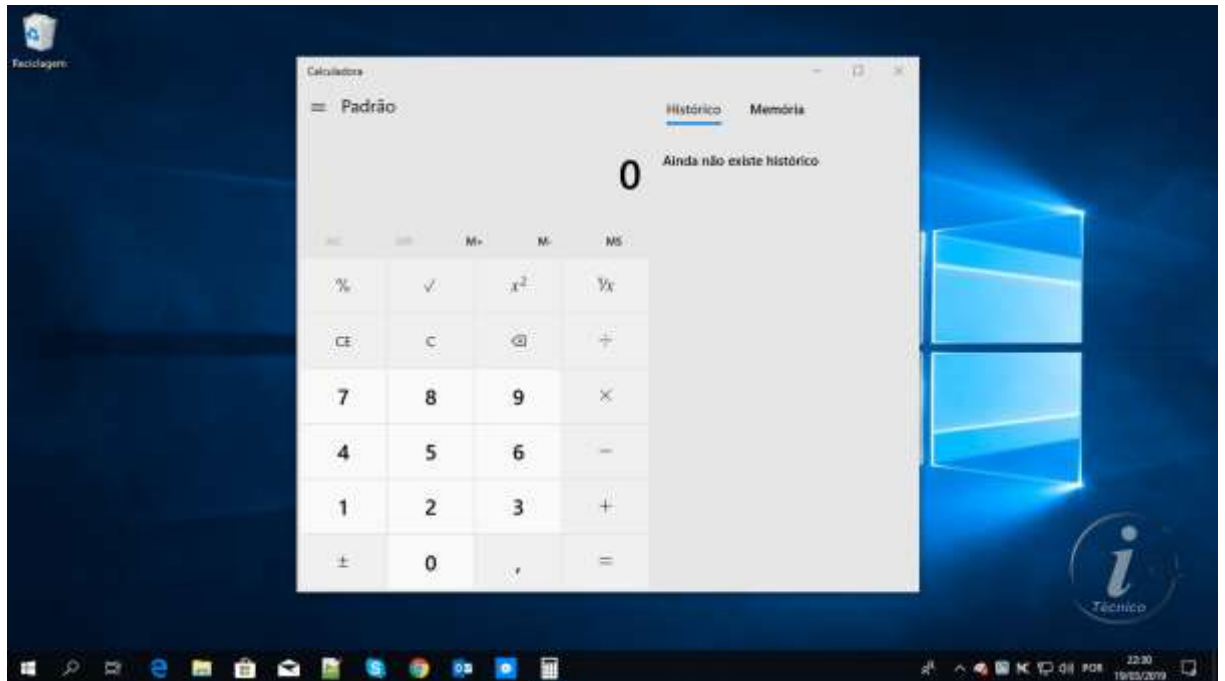 Reciclagem
Calculadora
Padrão
Histórico Memória
0
Ainda não existe histórico
M+ M- MS
% √ x² ¹/x
CE C ÷
7 8 9 ×
4 5 6 −
1 2 3 +
± 0 , =
i
Técnico
POR
22:30
19/03/2019